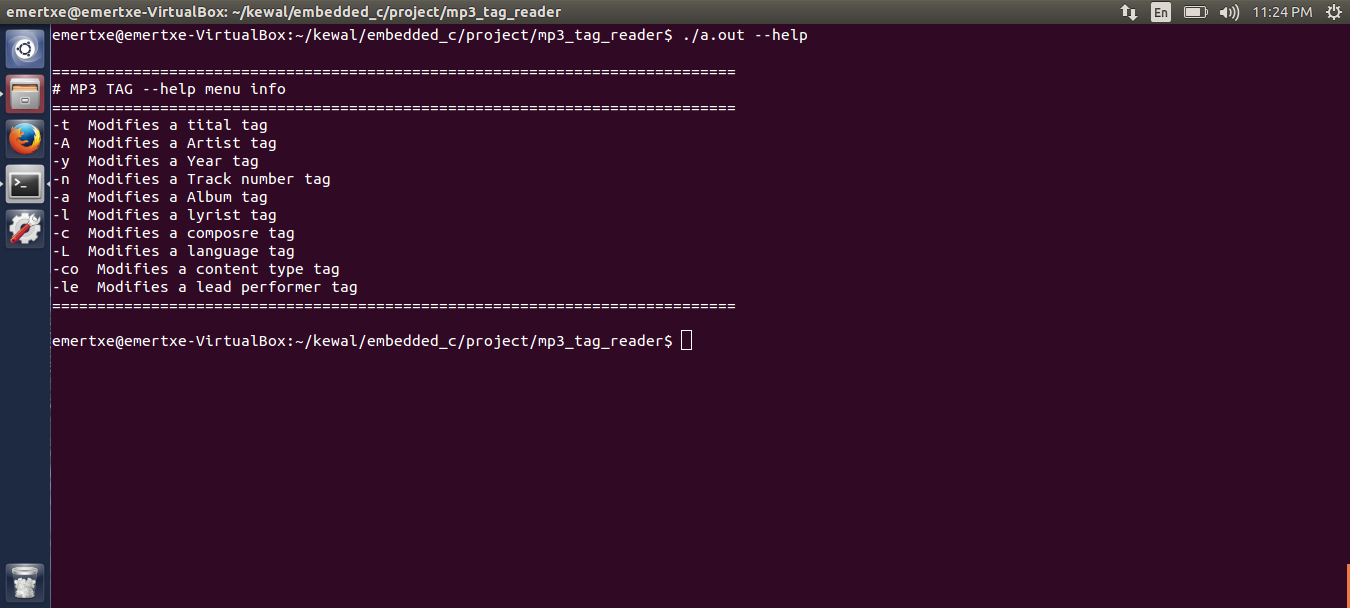 emertxe@emertxe-VirtualBox: ~/kewal/embedded_c/project/mp3_tag_reader
En
11:24 PM
emertxe@emertxe-VirtualBox:~/kewal/embedded_c/project/mp3_tag_reader$ ./a.out --help
============================================================================
# MP3 TAG --help menu info
============================================================================
-t  Modifies a tital tag
-A  Modifies a Artist tag
-y  Modifies a Year tag
-n  Modifies a Track number tag
-a  Modifies a Album tag
-l  Modifies a lyrist tag
-c  Modifies a composre tag
-L  Modifies a language tag
-co  Modifies a content type tag
-le  Modifies a lead performer tag
============================================================================
emertxe@emertxe-VirtualBox:~/kewal/embedded_c/project/mp3_tag_reader$